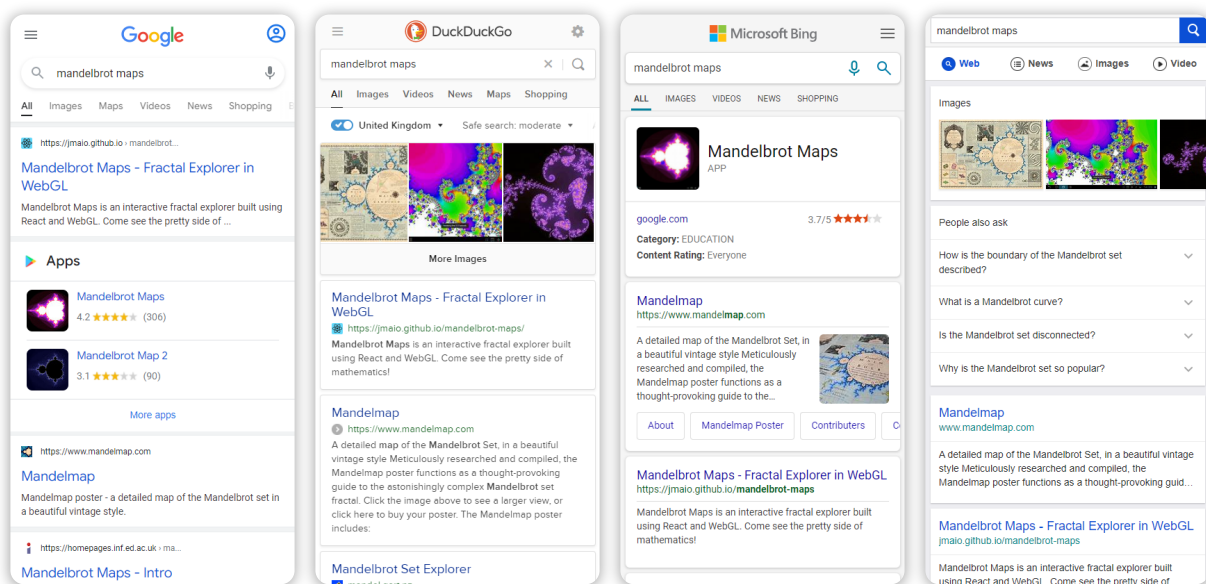 Google
mandelbrot maps
All Images Maps Videos News Shopping
https://jmaio.github.io › mandelbrot...
Mandelbrot Maps - Fractal Explorer in
WebGL
Mandelbrot Maps is an interactive fractal explorer built using
React and WebGL. Come see the pretty side of ...
Apps
Mandelbrot Maps
4.2 ★★★★★ (306)
Mandelbrot Map 2
3.1 ★★★★★ (90)
More apps
https://www.mandelmap.com
Mandelmap
Mandelmap poster - a detailed map of the Mandelbrot set in
a beautiful vintage style.
https://homepages.inf.ed.ac.uk › ma...
Mandelbrot Maps - Intro
DuckDuckGo
mandelbrot maps
All Images Videos News Maps Shopping
United Kingdom ▼ Safe search: moderate ▼
More Images
Mandelbrot Maps - Fractal Explorer in
WebGL
https://jmaio.github.io/mandelbrot-maps/
Mandelbrot Maps is an interactive fractal explorer built
using React and WebGL. Come see the pretty side of
mathematics!
Mandelmap
https://www.mandelmap.com
A detailed map of the Mandelbrot Set, in a beautiful
vintage style Meticulously researched and compiled, the
Mandelmap poster functions as a thought-provoking
guide to the astonishingly complex Mandelbrot set
fractal. Click the image above to see a larger view, or
click here to buy your poster. The Mandelmap poster
includes:
Mandelbrot Set Explorer
Microsoft Bing
mandelbrot maps
ALL IMAGES VIDEOS NEWS SHOPPING
Mandelbrot Maps
APP
google.com 3.7/5 ★★★★★
Category: EDUCATION
Content Rating: Everyone
Mandelmap
https://www.mandelmap.com
A detailed map of the Mandelbrot Set, in
a beautiful vintage style Meticulously
researched and compiled, the
Mandelmap poster functions as a
thought-provoking guide to the...
About Mandelmap Poster Contributers
Mandelbrot Maps - Fractal Explorer in WebGL
https://jmaio.github.io/mandelbrot-maps
Mandelbrot Maps is an interactive fractal explorer built
using React and WebGL. Come see the pretty side of
mathematics!
mandelbrot maps
Web News Images Video
Images
People also ask
How is the boundary of the Mandelbrot set
described?
What is a Mandelbrot curve?
Is the Mandelbrot set disconnected?
Why is the Mandelbrot set so popular?
Mandelmap
www.mandelmap.com
A detailed map of the Mandelbrot Set, in a beautiful vintage
style Meticulously researched and compiled, the
Mandelmap poster functions as a thought-provoking guid...
Mandelbrot Maps - Fractal Explorer in WebGL
jmaio.github.io/mandelbrot-maps
Mandelbrot Maps is an interactive fractal explorer built
using React and WebGL. Come see the pretty side of